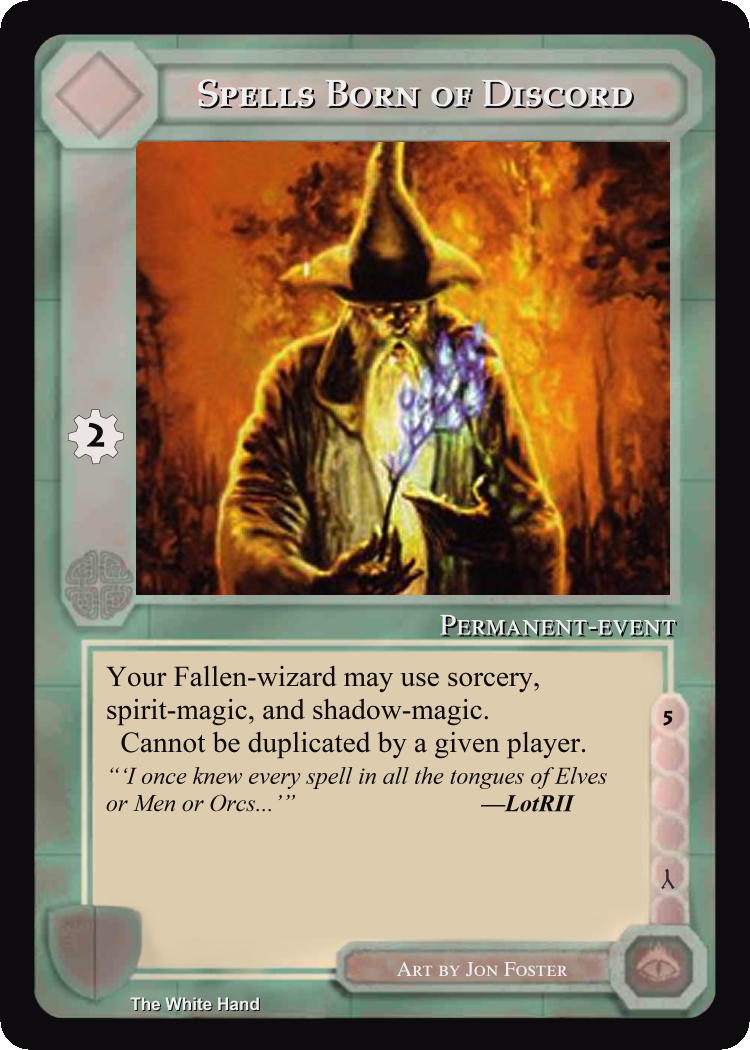 Spells Born of Discord
2
Permanent-event
Your Fallen-wizard may use sorcery,
spirit-magic, and shadow-magic.
Cannot be duplicated by a given player.
“‘I once knew every spell in all the tongues of Elves
or Men or Orcs...’” —LotRII
5
Art by Jon Foster
The White Hand